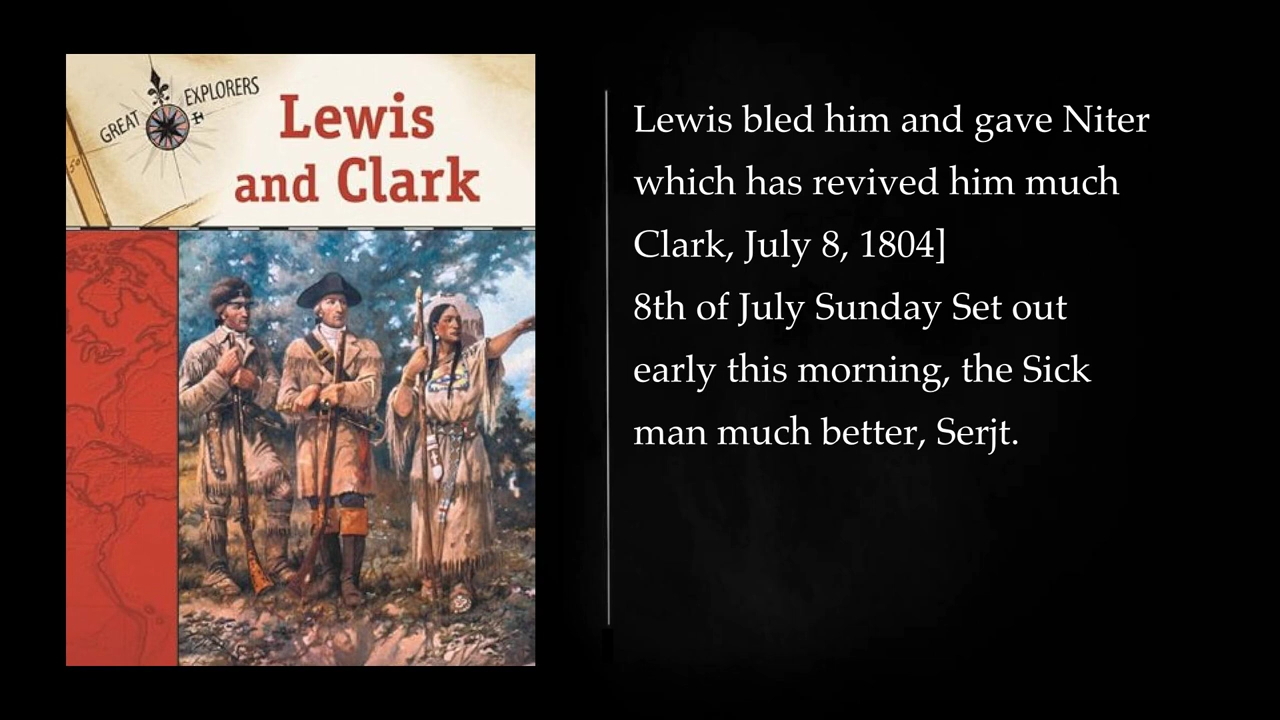 GREAT EXPLORERS
Lewis
and Clark
50
Lewis bled him and gave Niter
which has revived him much
Clark, July 8, 1804]
8th of July Sunday Set out
early this morning, the Sick
man much better, Serjt.